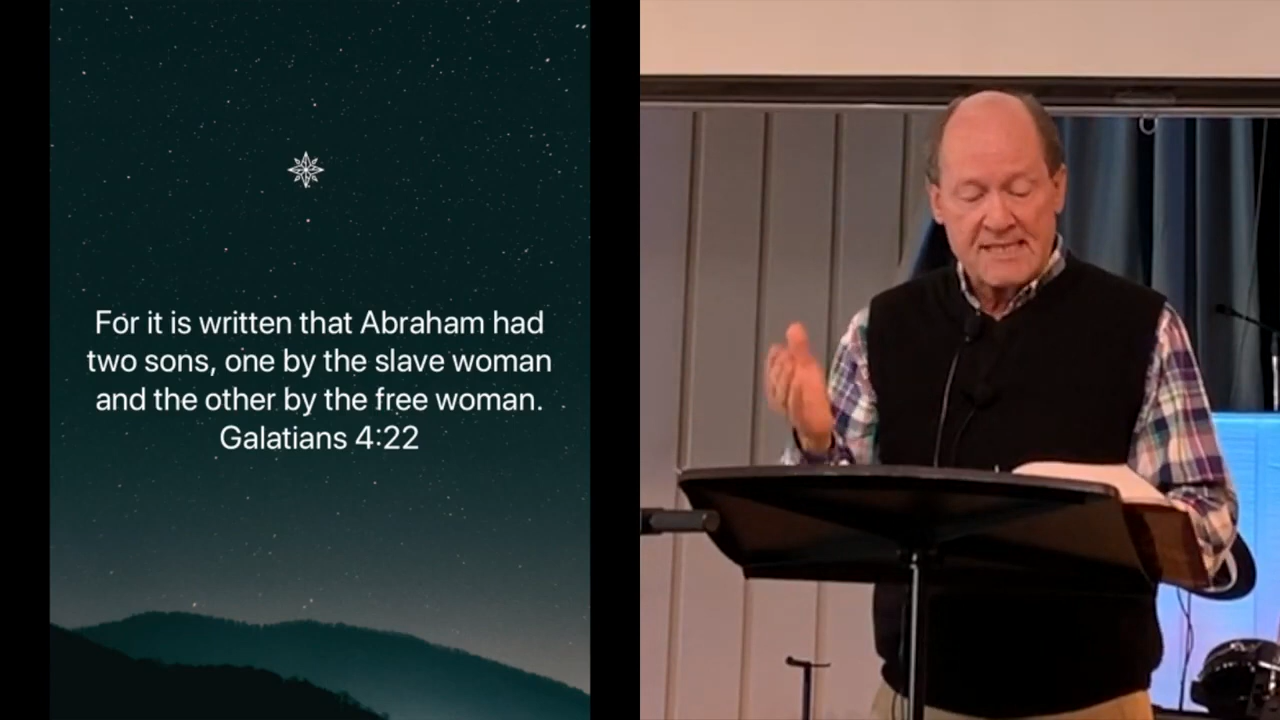 For it is written that Abraham had
two sons, one by the slave woman
and the other by the free woman.
Galatians 4:22